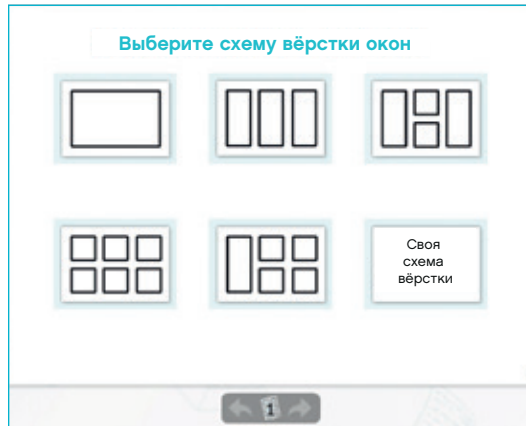 Выберите схему вёрстки окон
Своя
схема
вёрстки
1